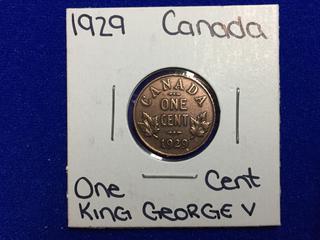 1929 Canada
CANADA
ONE
CENT
1929
One Cent
King George V